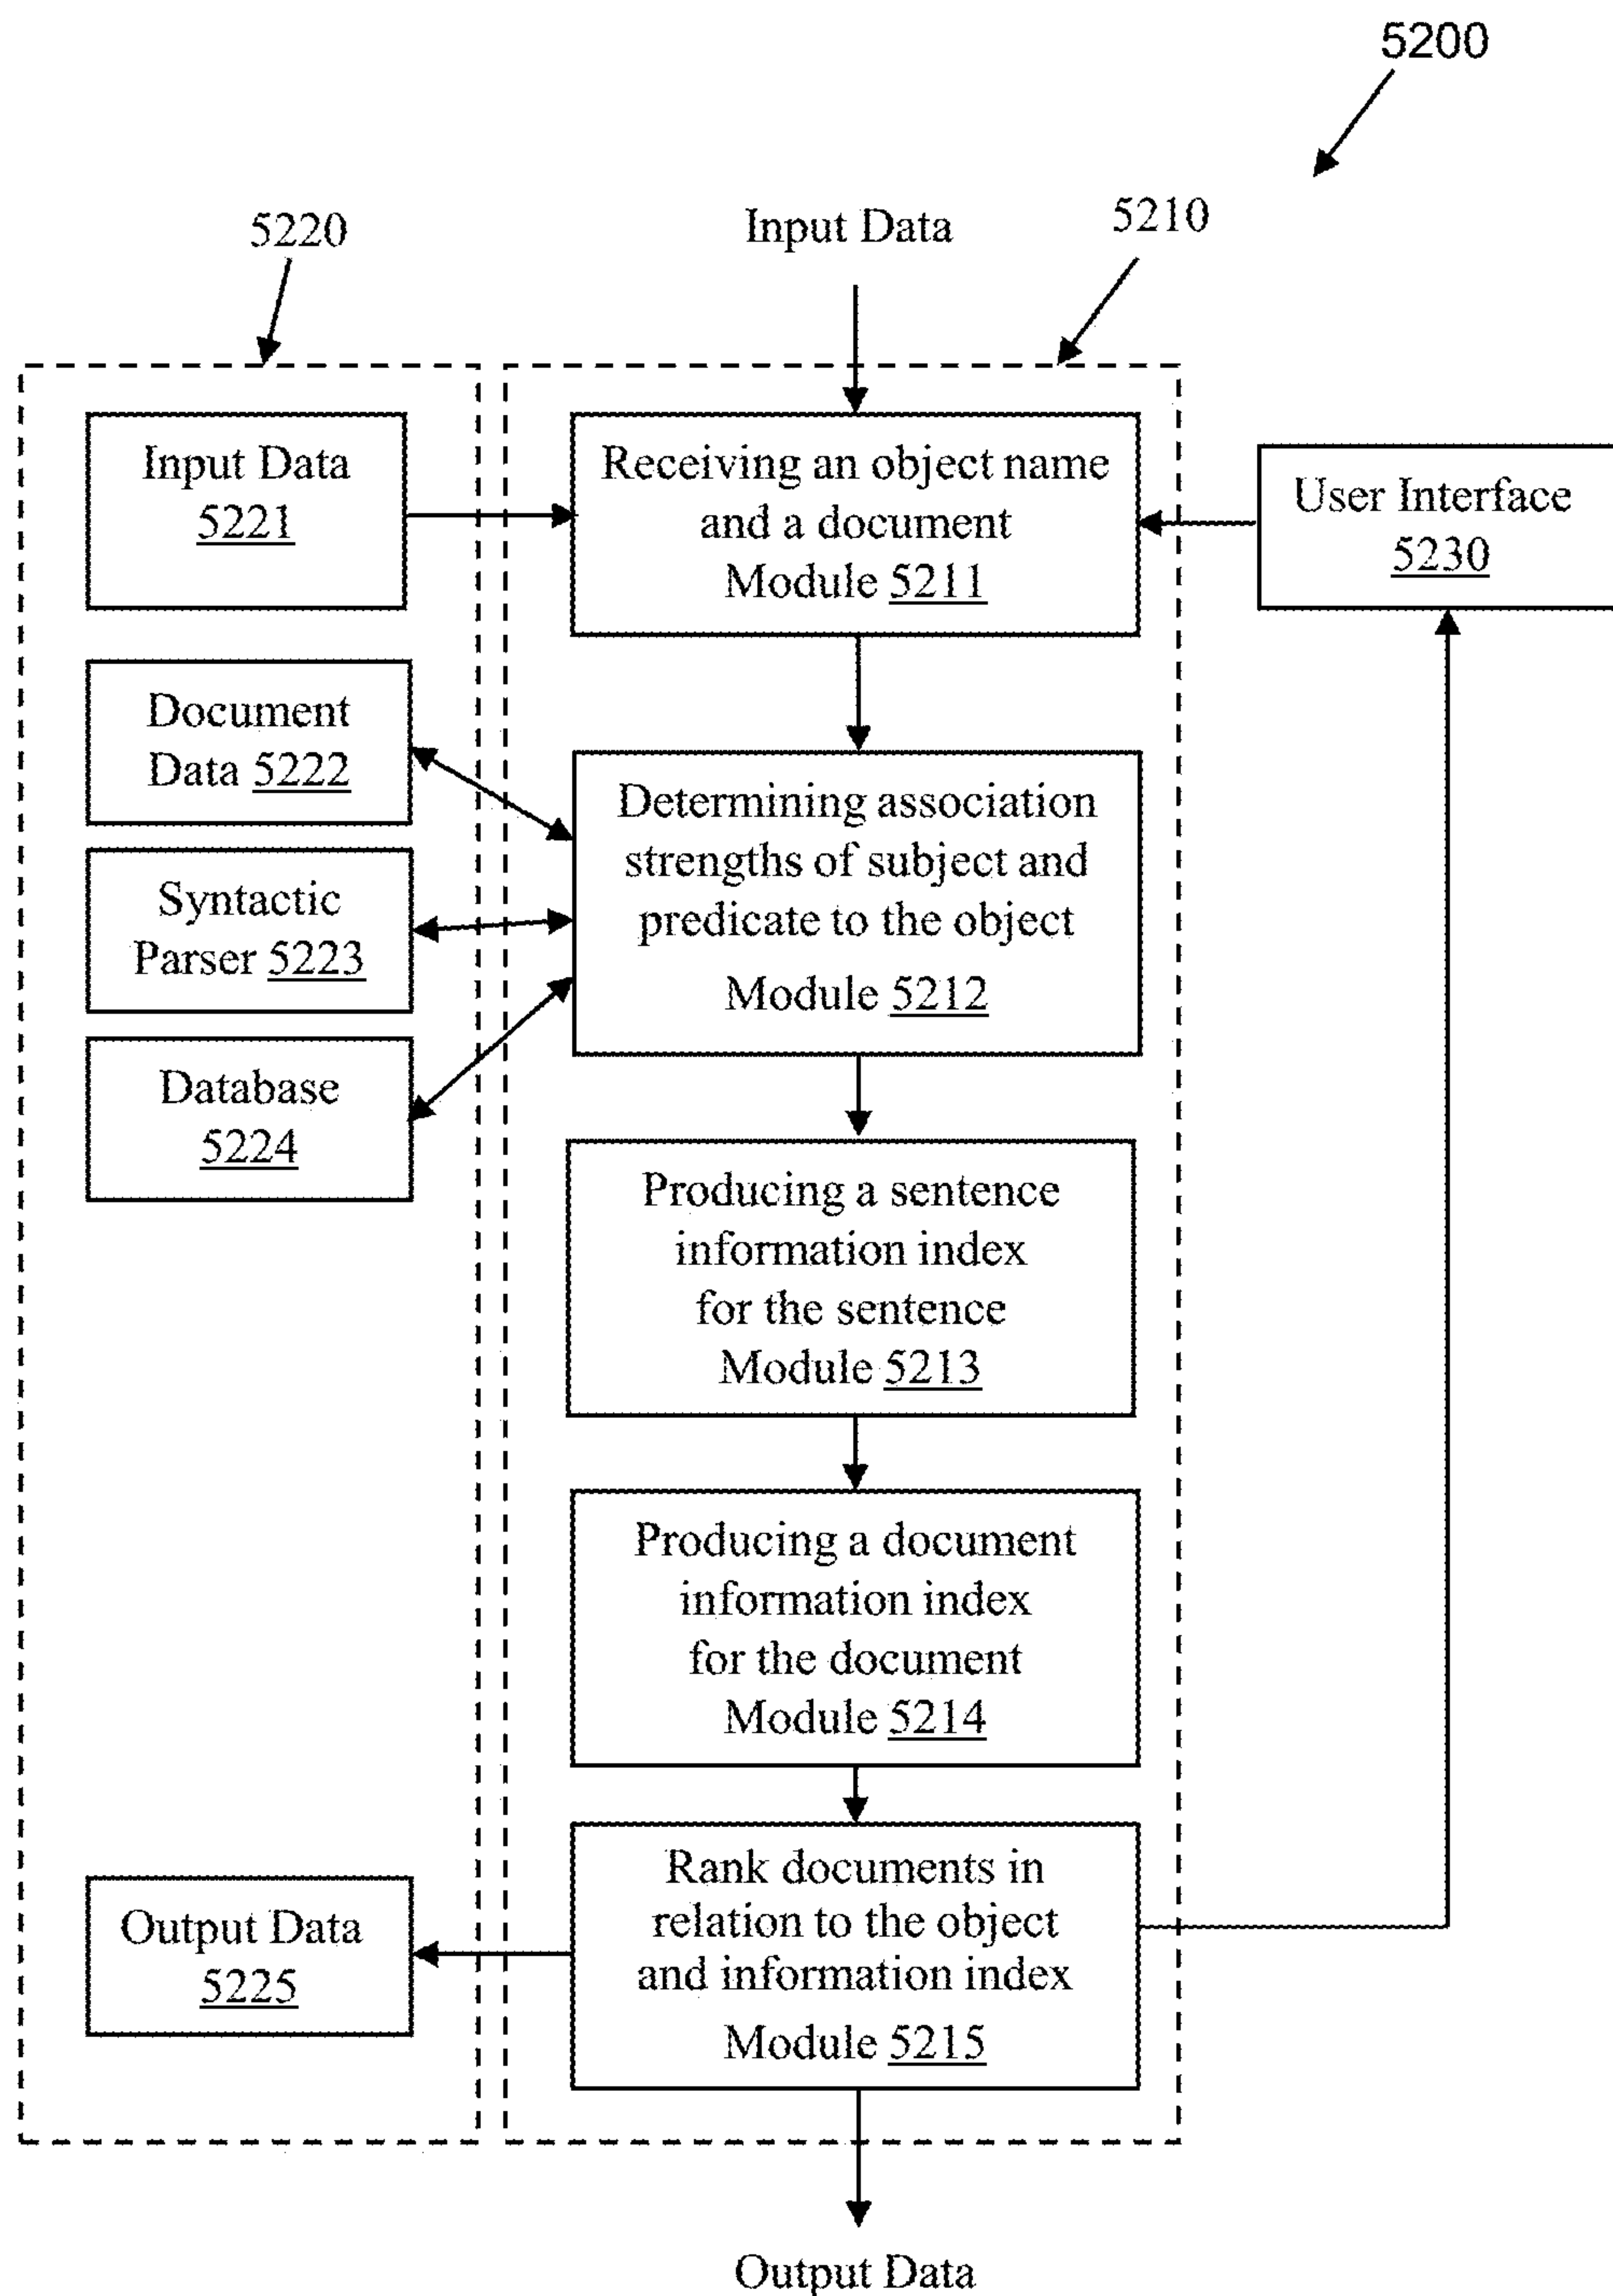 5200
5220
Input Data
5210
Input Data
5221
Receiving an object name
and a document
Module 5211
User Interface
5230
Document
Data 5222
Syntactic
Parser 5223
Database
5224
Determining association
strengths of subject and
predicate to the object
Module 5212
Producing a sentence
information index
for the sentence
Module 5213
Producing a document
information index
for the document
Module 5214
Output Data
5225
Rank documents in
relation to the object
and information index
Module 5215
Output Data